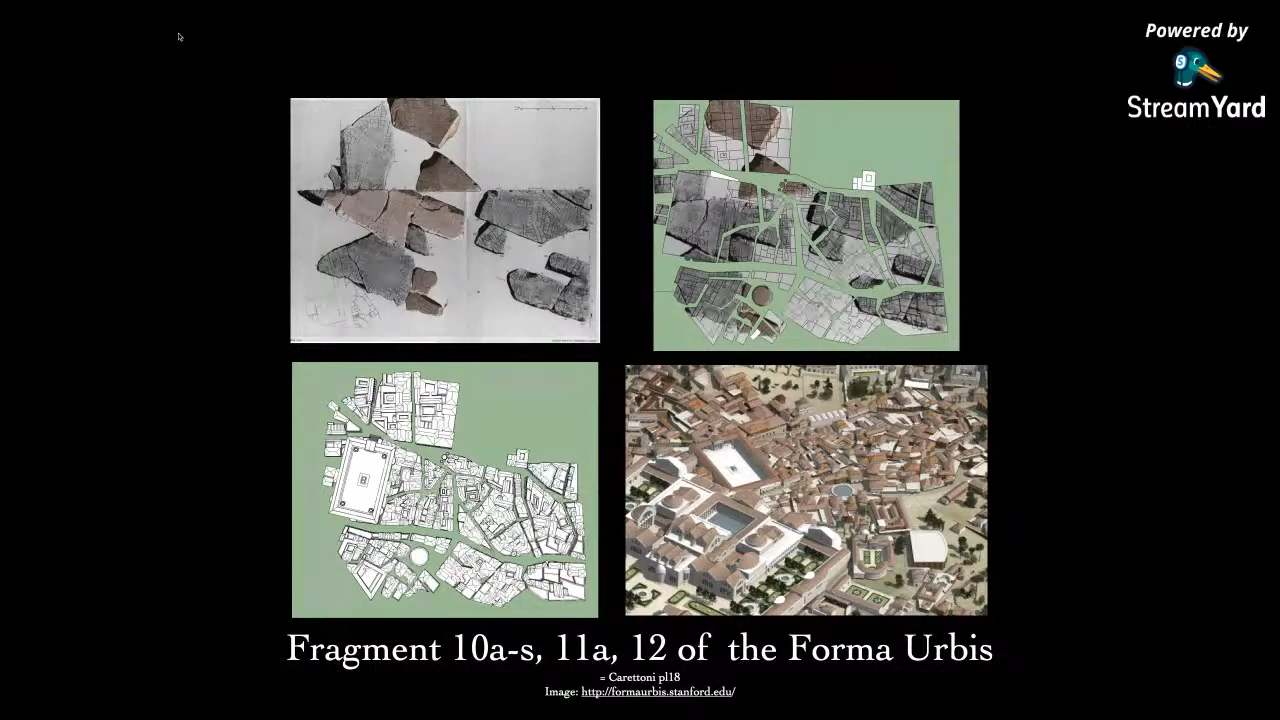 Powered by
StreamYard
Fragment 10a-s, 11a, 12 of the Forma Urbis
= Carettoni pl18
Image: http://formaurbis.stanford.edu/